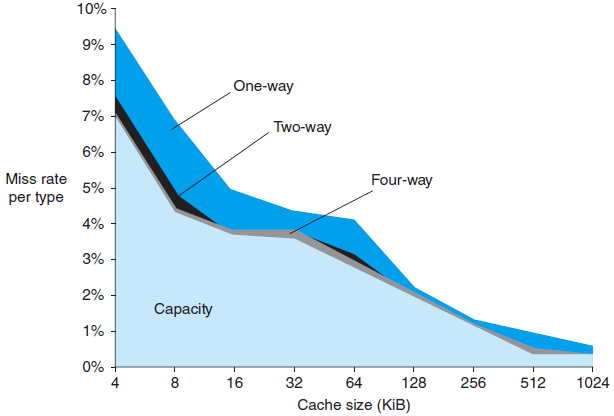 10%
9%
8%
7%
6%
5%
4%
3%
2%
1%
0%
Miss rate
per type
One-way
Two-way
Four-way
Capacity
4 8 16 32 64 128 256 512 1024
Cache size (KiB)